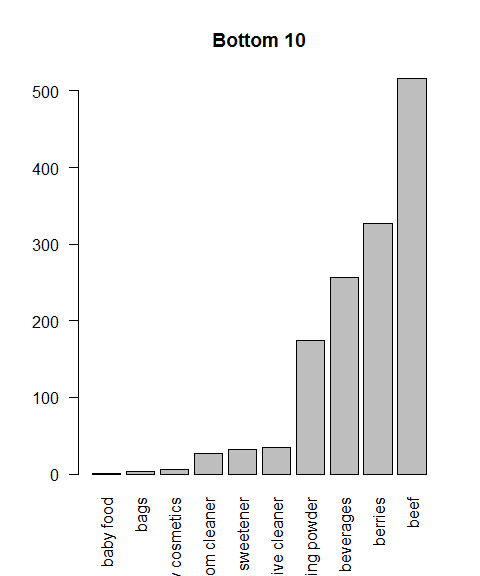 Bottom 10
500
400
300
200
100
0
baby food
bags
cosmetics
cleaner
sweetener
cleaner
powder
beverages
berries
beef